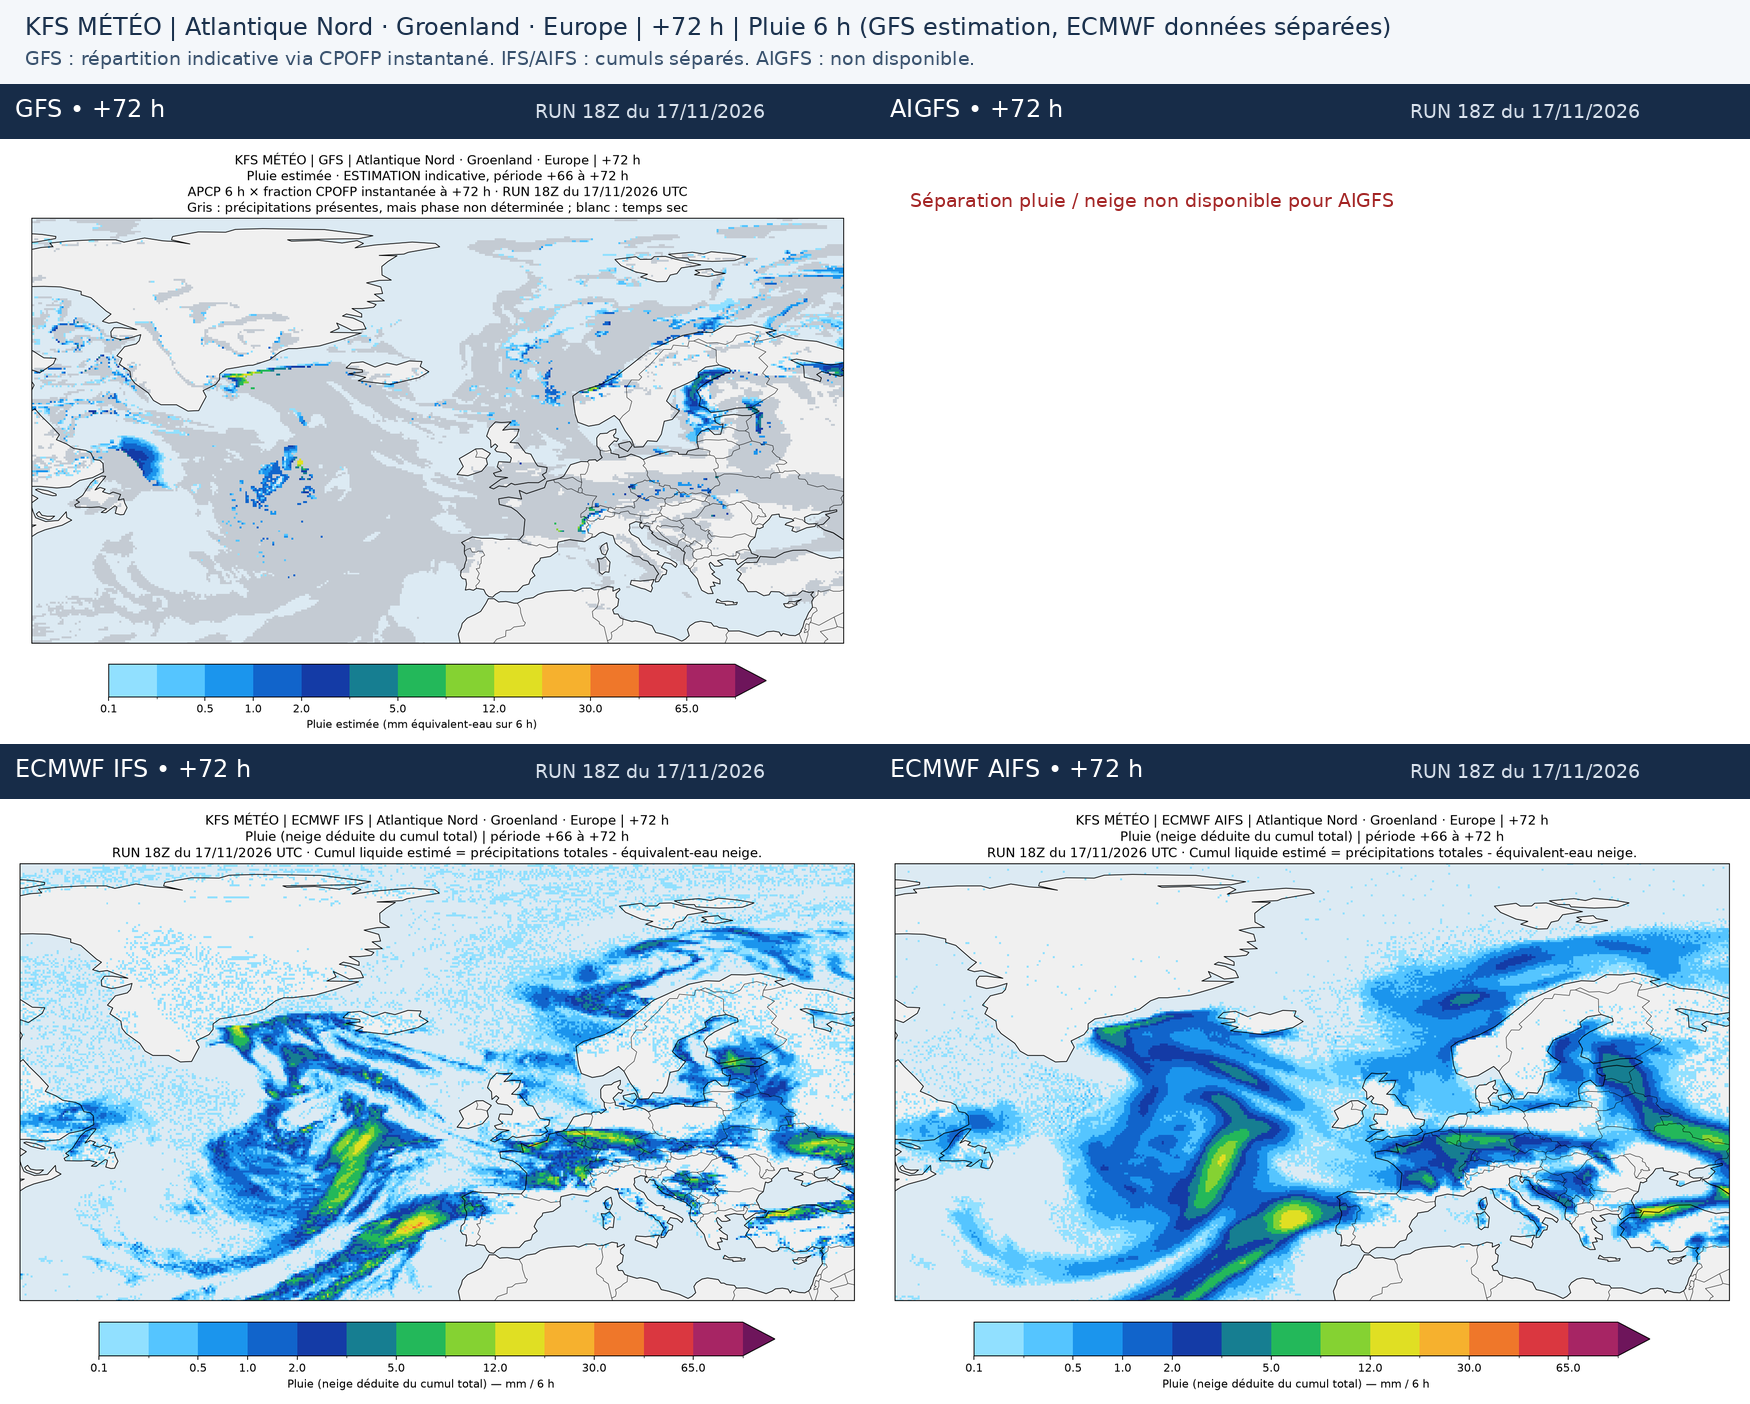 KFS MÉTÉO | Atlantique Nord · Groenland · Europe | +72 h | Pluie 6 h (GFS estimation, ECMWF données séparées)
GFS : répartition indicative via CPOFP instantané. IFS/AIFS : cumuls séparés. AIGFS : non disponible.
GFS • +72 h
RUN 18Z du 17/11/2026
AIGFS • +72 h
RUN 18Z du 17/11/2026
KFS MÉTÉO | GFS | Atlantique Nord · Groenland · Europe | +72 h
Pluie estimée · ESTIMATION indicative, période +66 à +72 h
APCP 6 h × fraction CPOFP instantanée à +72 h · RUN 18Z du 17/11/2026 UTC
Gris : précipitations présentes, mais phase non déterminée ; blanc : temps sec
Séparation pluie / neige non disponible pour AIGFS
0.1 0.5 1.0 2.0 5.0 12.0 30.0 65.0
Pluie estimée (mm équivalent-eau sur 6 h)
ECMWF IFS • +72 h
RUN 18Z du 17/11/2026
ECMWF AIFS • +72 h
RUN 18Z du 17/11/2026
KFS MÉTÉO | ECMWF IFS | Atlantique Nord · Groenland · Europe | +72 h
Pluie (neige déduite du cumul total) | période +66 à +72 h
RUN 18Z du 17/11/2026 UTC · Cumul liquide estimé = précipitations totales - équivalent-eau neige.
KFS MÉTÉO | ECMWF AIFS | Atlantique Nord · Groenland · Europe | +72 h
Pluie (neige déduite du cumul total) | période +66 à +72 h
RUN 18Z du 17/11/2026 UTC · Cumul liquide estimé = précipitations totales - équivalent-eau neige.
0.1 0.5 1.0 2.0 5.0 12.0 30.0 65.0
Pluie (neige déduite du cumul total) — mm / 6 h
0.1 0.5 1.0 2.0 5.0 12.0 30.0 65.0
Pluie (neige déduite du cumul total) — mm / 6 h